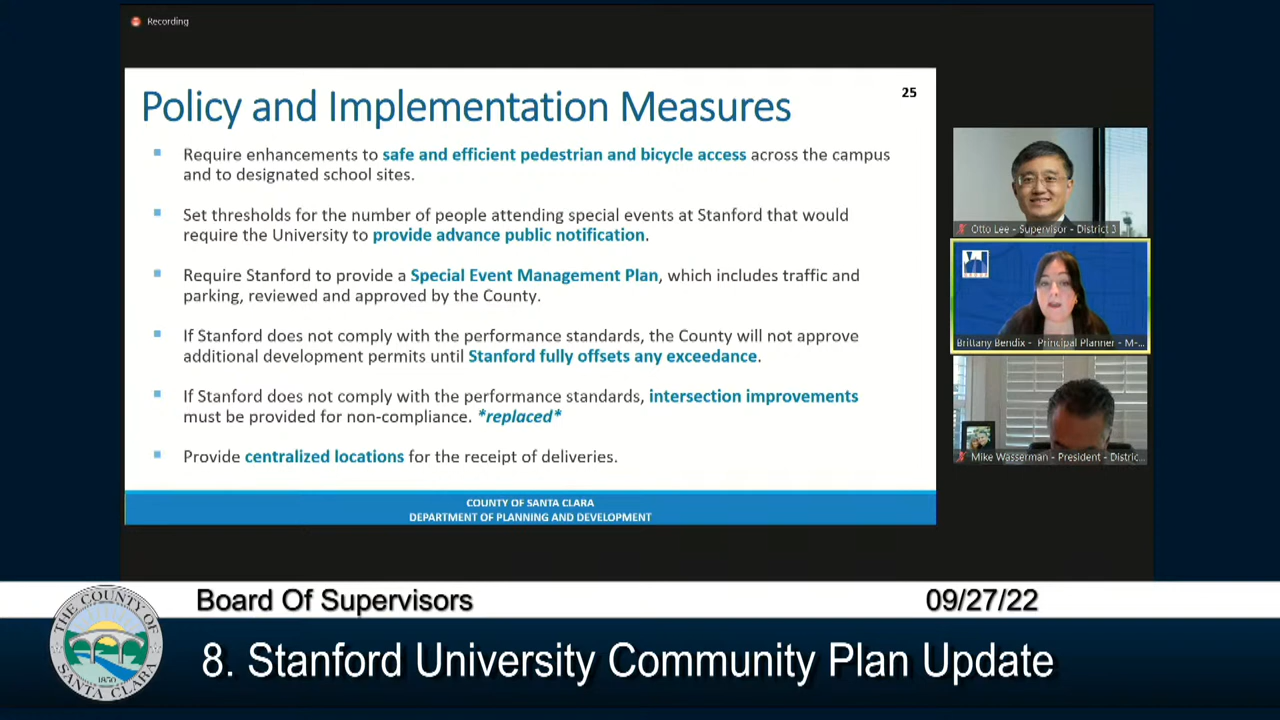 Recording
Policy and Implementation Measures
25
Require enhancements to safe and efficient pedestrian and bicycle access across the campus
and to designated school sites.
Set thresholds for the number of people attending special events at Stanford that would
require the University to provide advance public notification.
Require Stanford to provide a Special Event Management Plan, which includes traffic and
parking, reviewed and approved by the County.
If Stanford does not comply with the performance standards, the County will not approve
additional development permits until Stanford fully offsets any exceedance.
If Stanford does not comply with the performance standards, intersection improvements
must be provided for non-compliance. *replaced*
Provide centralized locations for the receipt of deliveries.
COUNTY OF SANTA CLARA
DEPARTMENT OF PLANNING AND DEVELOPMENT
Otto Lee - Supervisor - District 3
Brittany Bendix - Principal Planner - M-...
Mike Wasserman - President - Distric...
Board Of Supervisors
09/27/22
8. Stanford University Community Plan Update
THE COUNTY OF
SANTA CLARA
1850